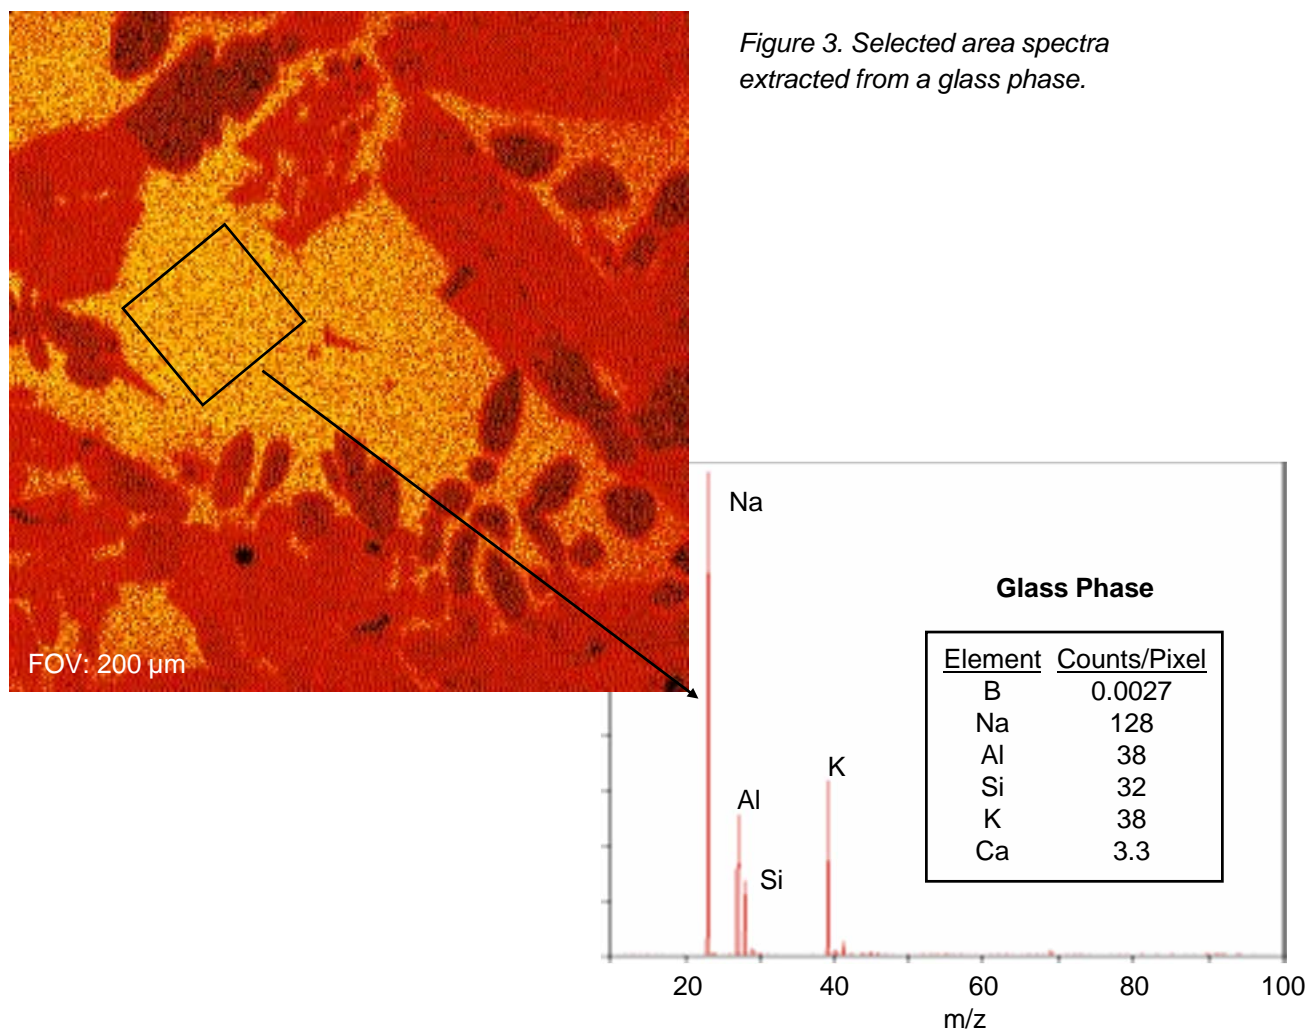 Figure 3. Selected area spectra
extracted from a glass phase.
FOV: 200 µm
Na
Glass Phase
Element Counts/Pixel
B 0.0027
Na 128
Al 38
Si 32
K 38
Ca 3.3
K
Al
Si
20 40 60 80 100
m/z